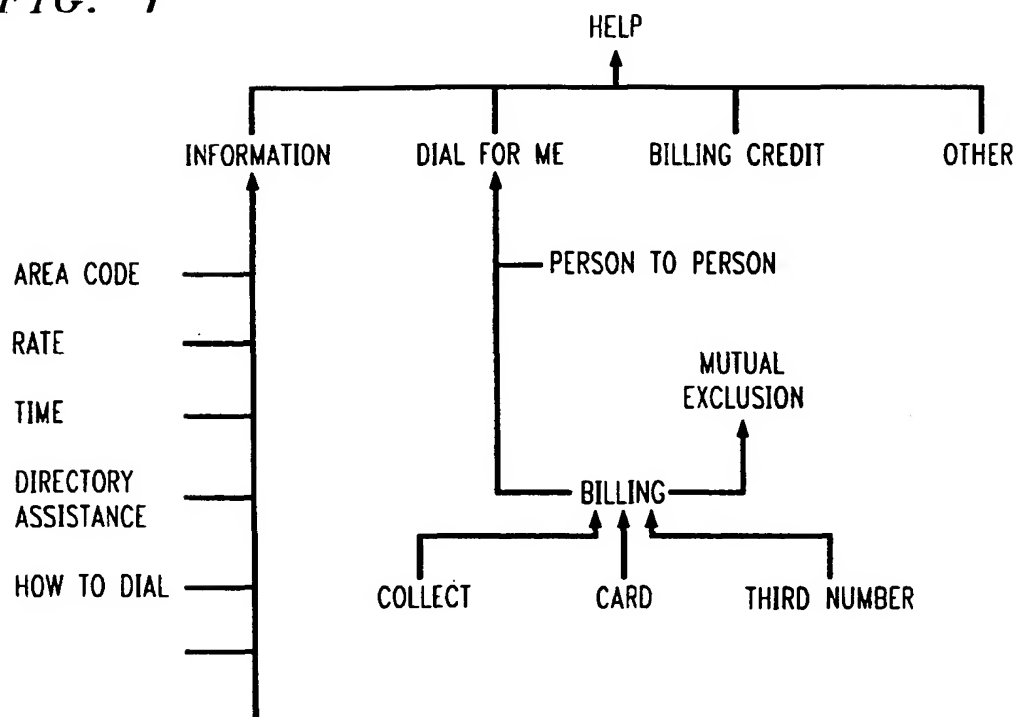 FIG.
HELP
INFORMATION DIAL FOR ME BILLING CREDIT OTHER
AREA CODE
PERSON TO PERSON
RATE
MUTUAL
EXCLUSION
TIME
DIRECTORY
ASSISTANCE
BILLING
HOW TO DIAL
COLLECT CARD THIRD NUMBER